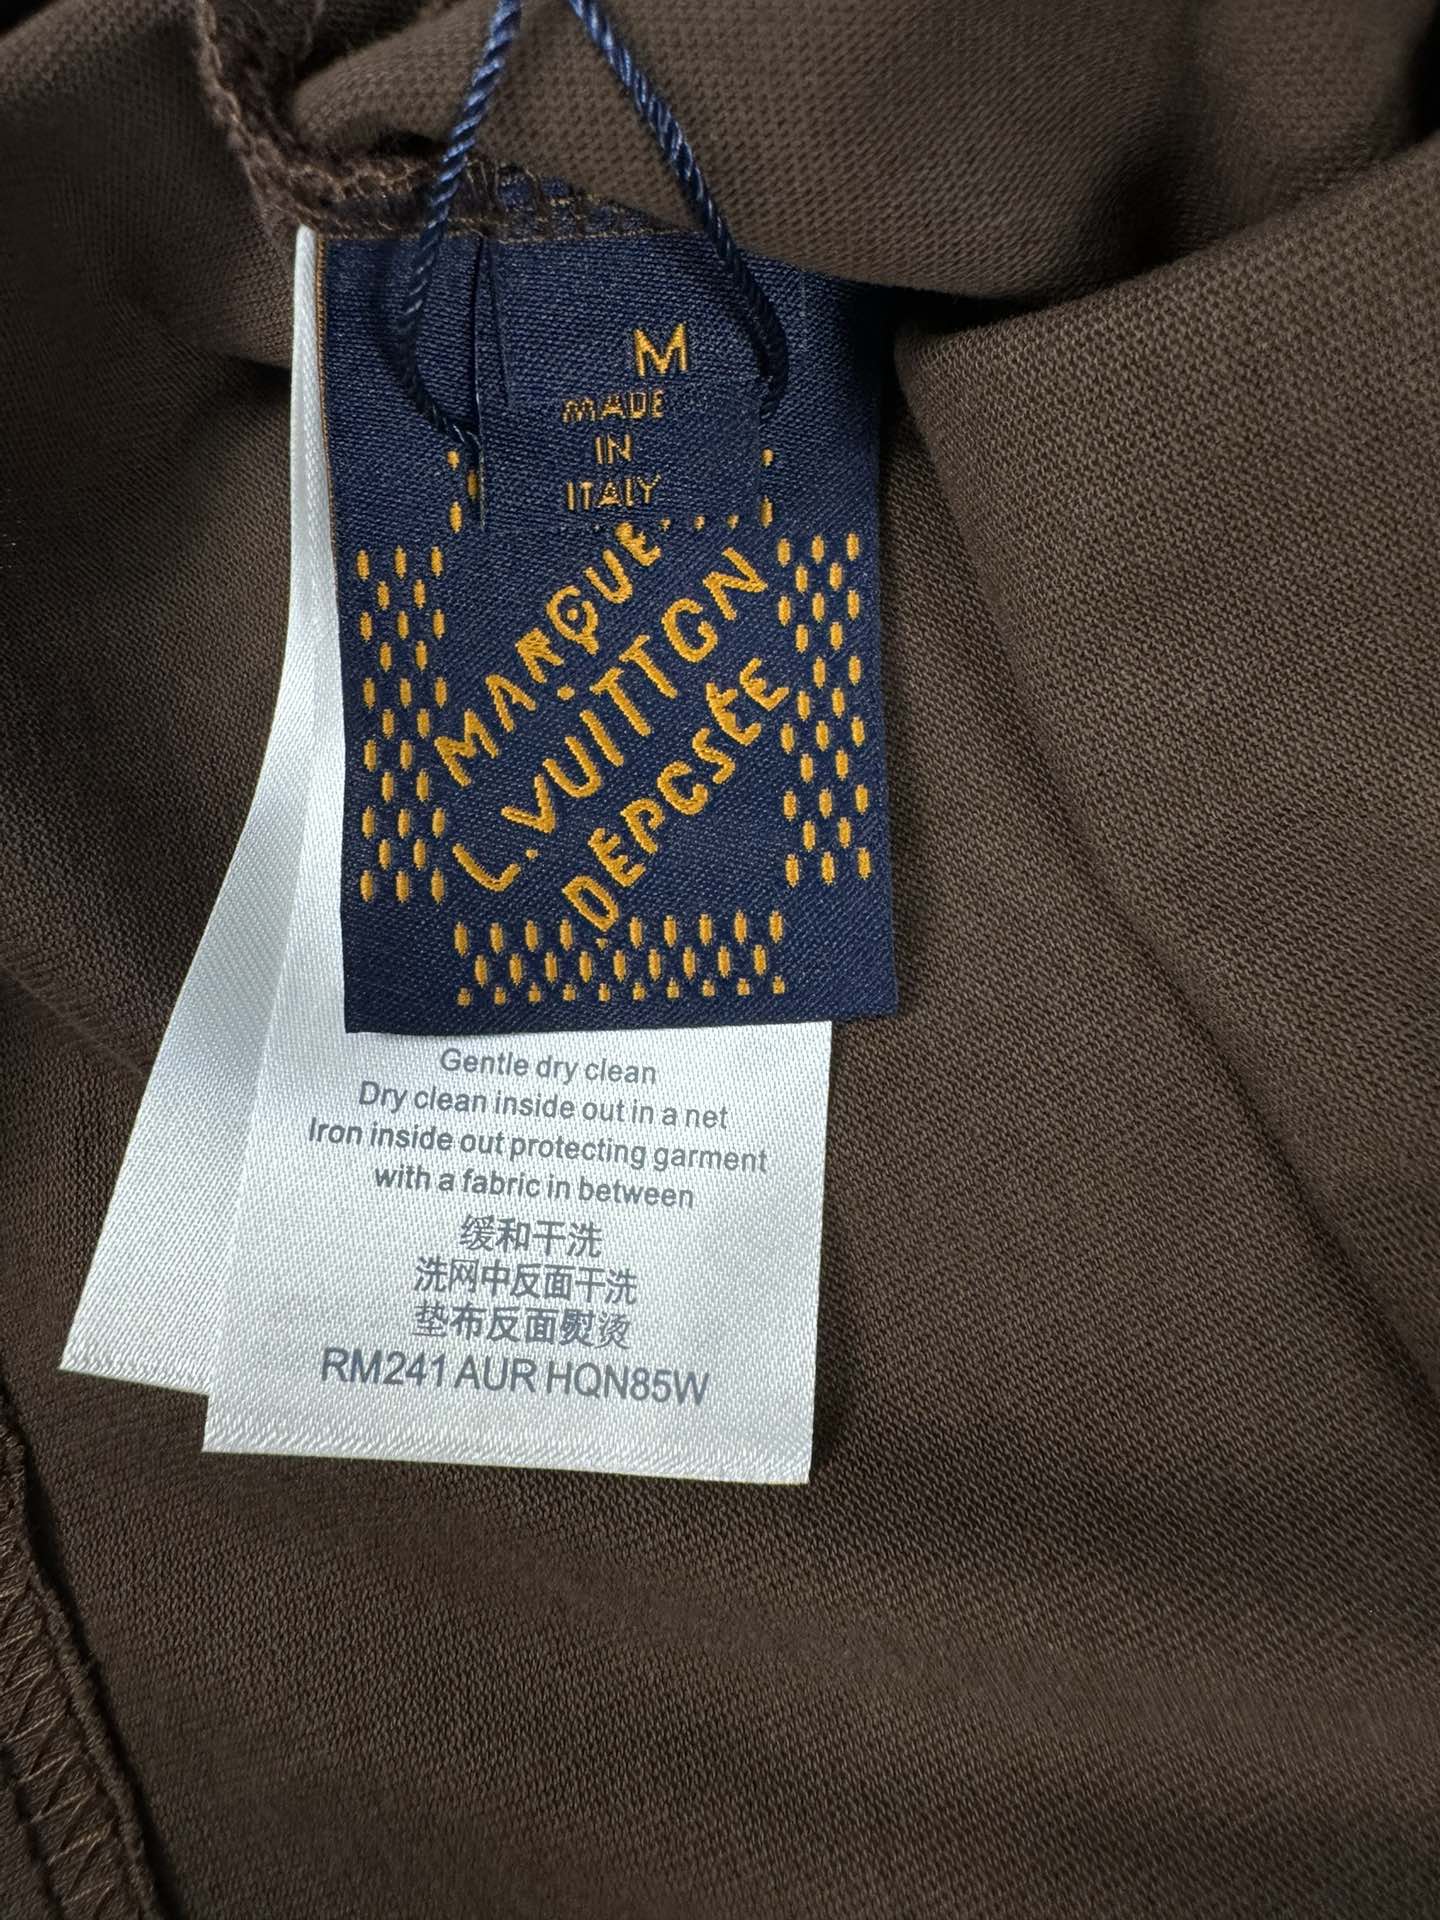 M
MADE
IN
ITALY
MARQUE
L.VUITTON
DÉPOSÉE
Gentle dry clean
Dry clean inside out in a net
Iron inside out protecting garment
with a fabric in between
缓和干洗
洗网中反面干洗
垫布反面熨烫
RM241 AUR HQN85W